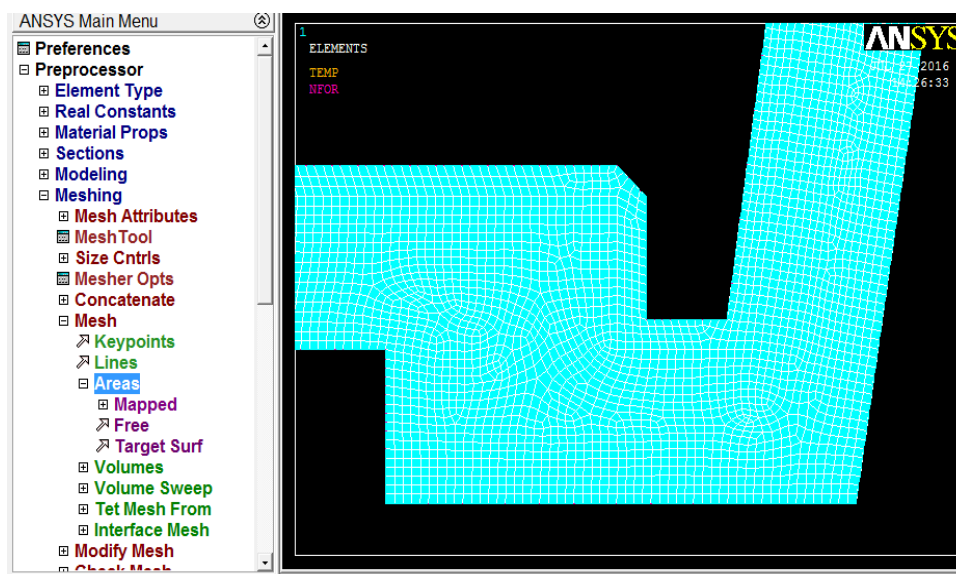 ANSYS Main Menu
Preferences
Preprocessor
Element Type
Real Constants
Material Props
Sections
Modeling
Meshing
Mesh Attributes
MeshTool
Size Cntrls
Mesher Opts
Concatenate
Mesh
Keypoints
Lines
Areas
Mapped
Free
Target Surf
Volumes
Volume Sweep
Tet Mesh From
Interface Mesh
Modify Mesh
Check Mesh
1
ELEMENTS
TEMP
NFOR
ANSYS
2016
26:33